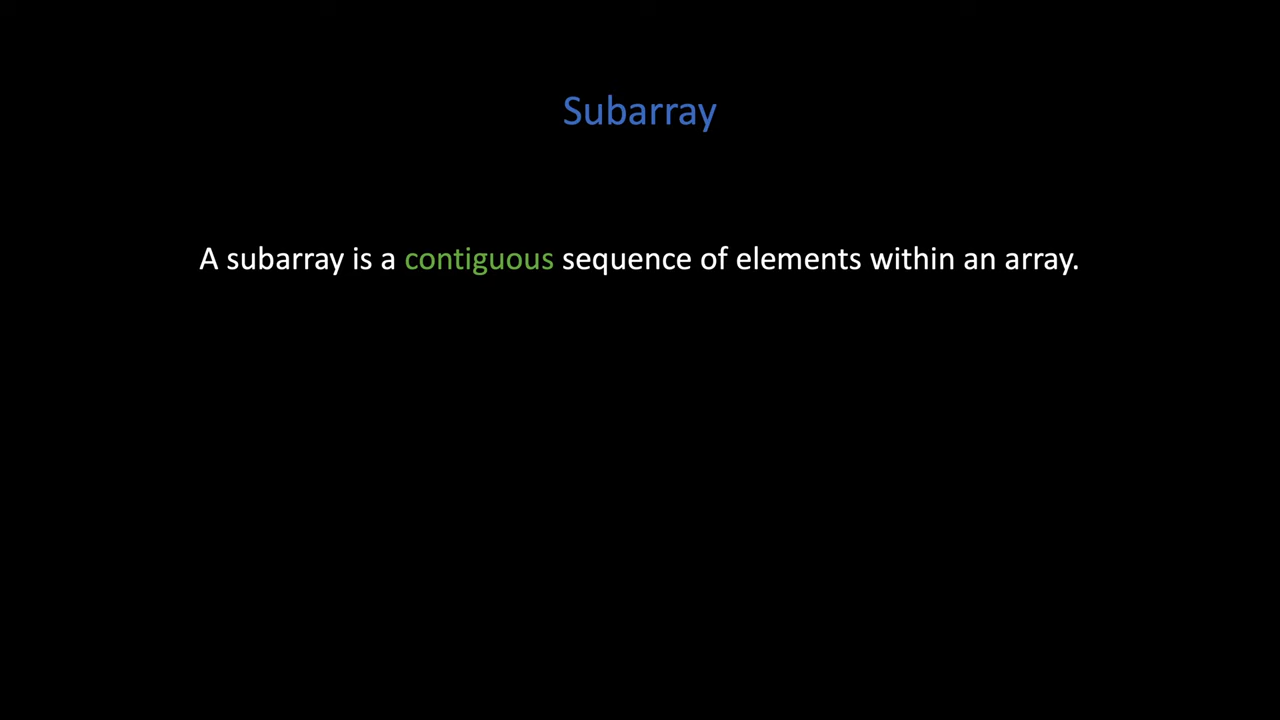 Subarray
A subarray is a contiguous sequence of elements within an array.